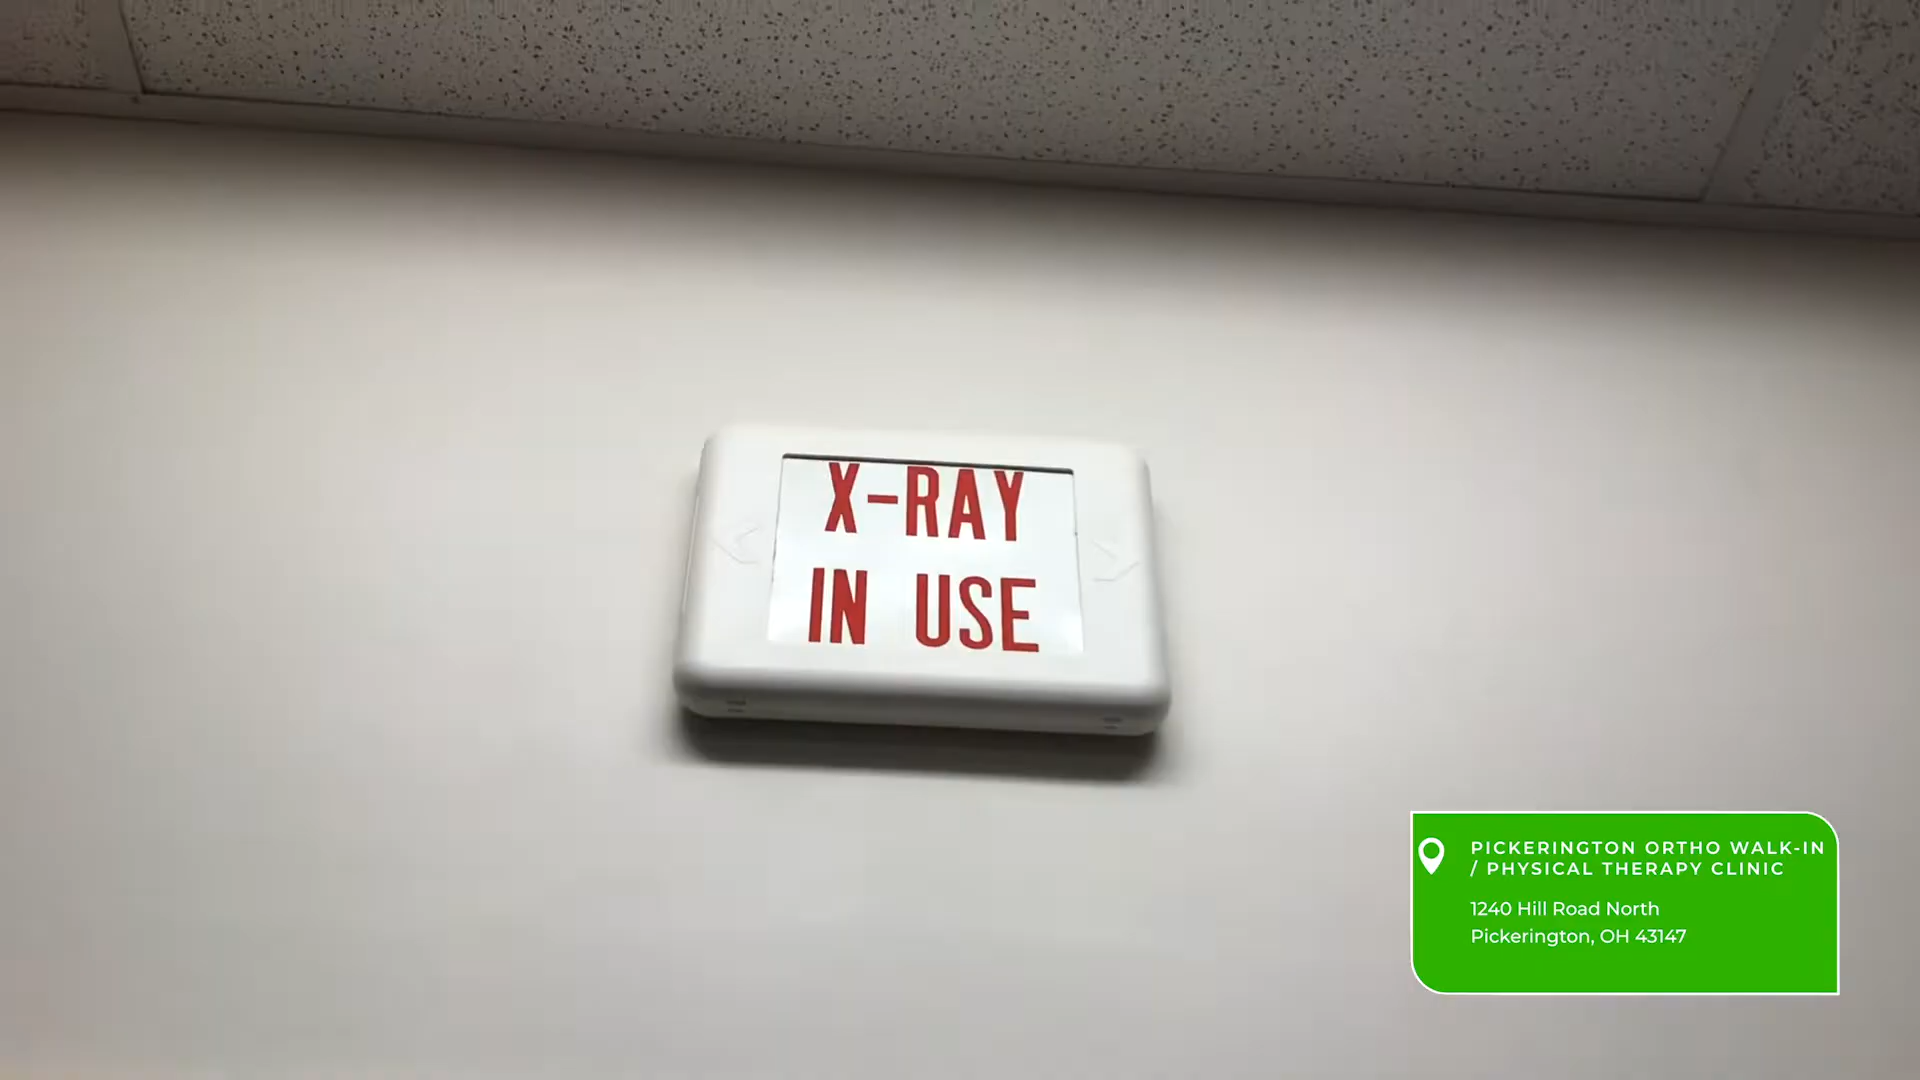 X-RAY
IN USE
PICKERINGTON ORTHO WALK-IN
/ PHYSICAL THERAPY CLINIC
1240 Hill Road North
Pickerington, OH 43147